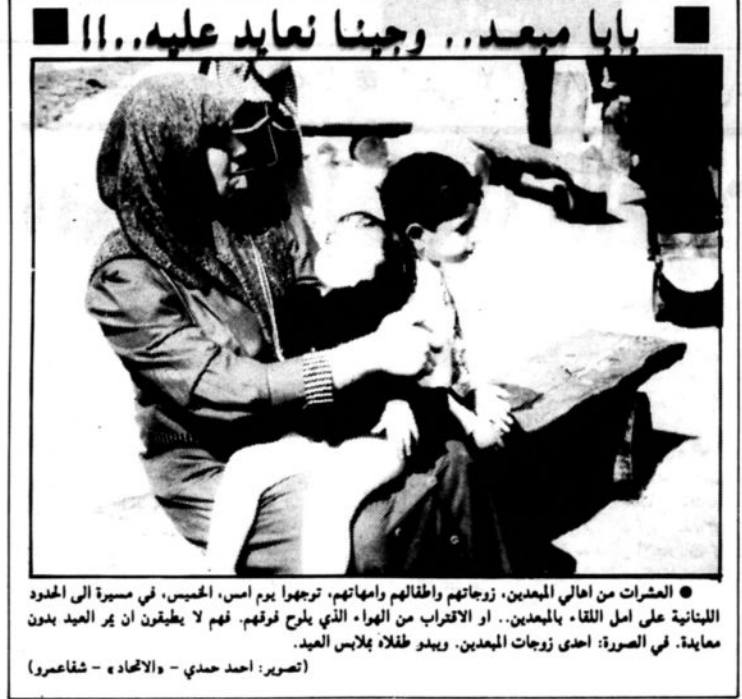 بابا مبعد.. وجينا نعايد عليه..!!
● العشرات من اهالي المبعدين، زوجاتهم واطفالهم وامهاتهم، توجهوا يوم امس، الخميس، في مسيرة الى الحدود
اللبنانية على امل اللقاء بالمبعدين.. او الاقتراب من الهواء الذي يلوح فوقهم. فهم لا يطيقون ان يمر العيد بدون
معايدة. في الصورة: احدى زوجات المبعدين. ويبدو طفلاه بملابس العيد.
(تصوير: احمد حمدي - «الاتحاد» - شفاعمرو)